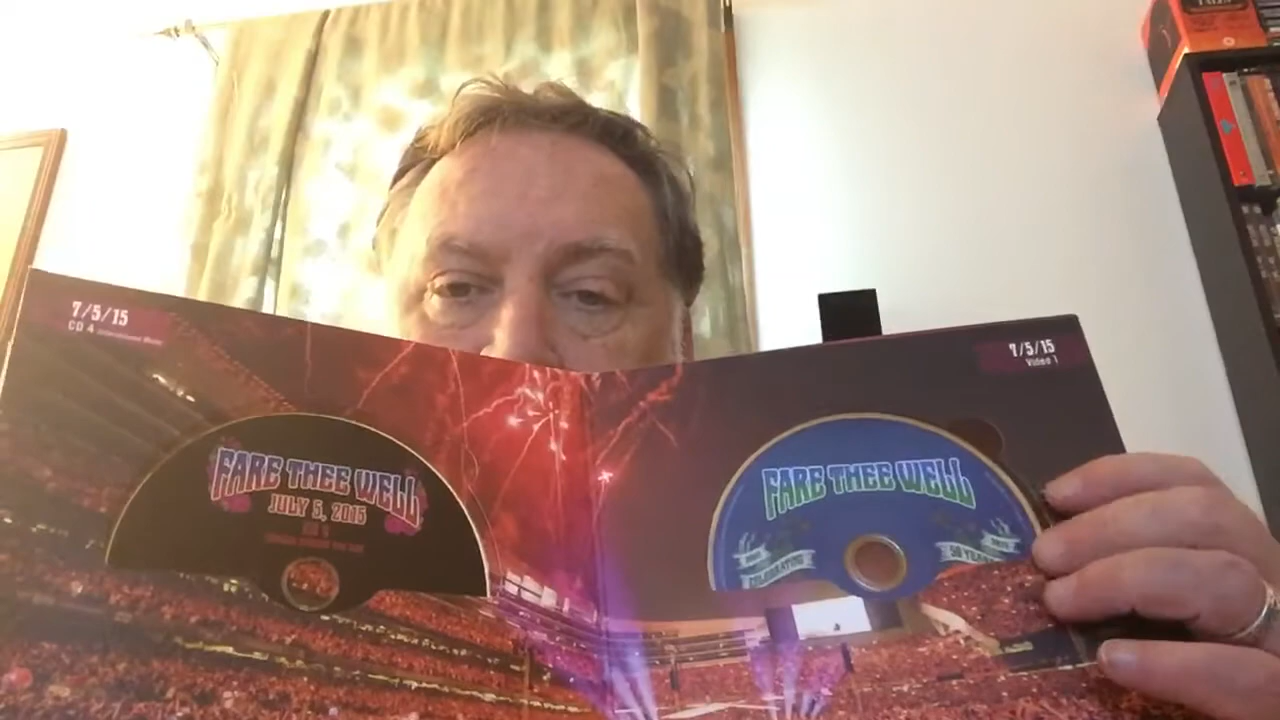 7/5/15
CD 4
FARE THEE WELL
JULY 5, 2015
7/5/15
Video 1
FARE THEE WELL
CELEBRATING
50 YEARS